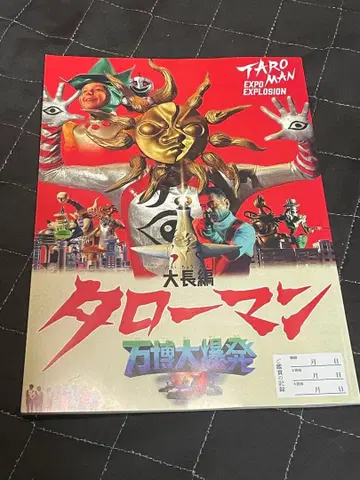 TARO
MAN
EXPO
EXPLOSION
大長編
タローマン
万博大爆発
月 日
月 日
月 日